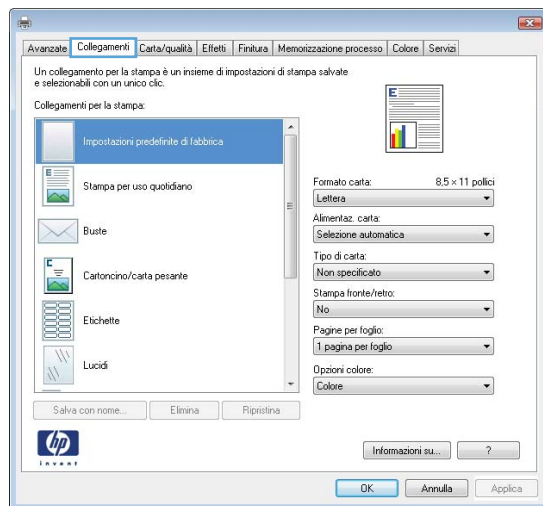 Avanzate Collegamenti Carta/qualità Effetti Finitura Memorizzazione processo Colore Servizi
Un collegamento per la stampa è un insieme di impostazioni di stampa salvate
e selezionabili con un unico clic.
Collegamenti per la stampa:
Impostazioni predefinite di fabbrica
Stampa per uso quotidiano
Buste
Cartoncino/carta pesante
Etichette
Lucidi
Salva con nome... Elimina Ripristina
E
E
C
Formato carta: 8,5 × 11 pollici
Lettera
Alimentaz. carta:
Selezione automatica
Tipo di carta:
Non specificato
Stampa fronte/retro:
No
Pagine per foglio:
1 pagina per foglio
Opzioni colore:
Colore
hp
invent
Informazioni su... ?
OK Annulla Applica